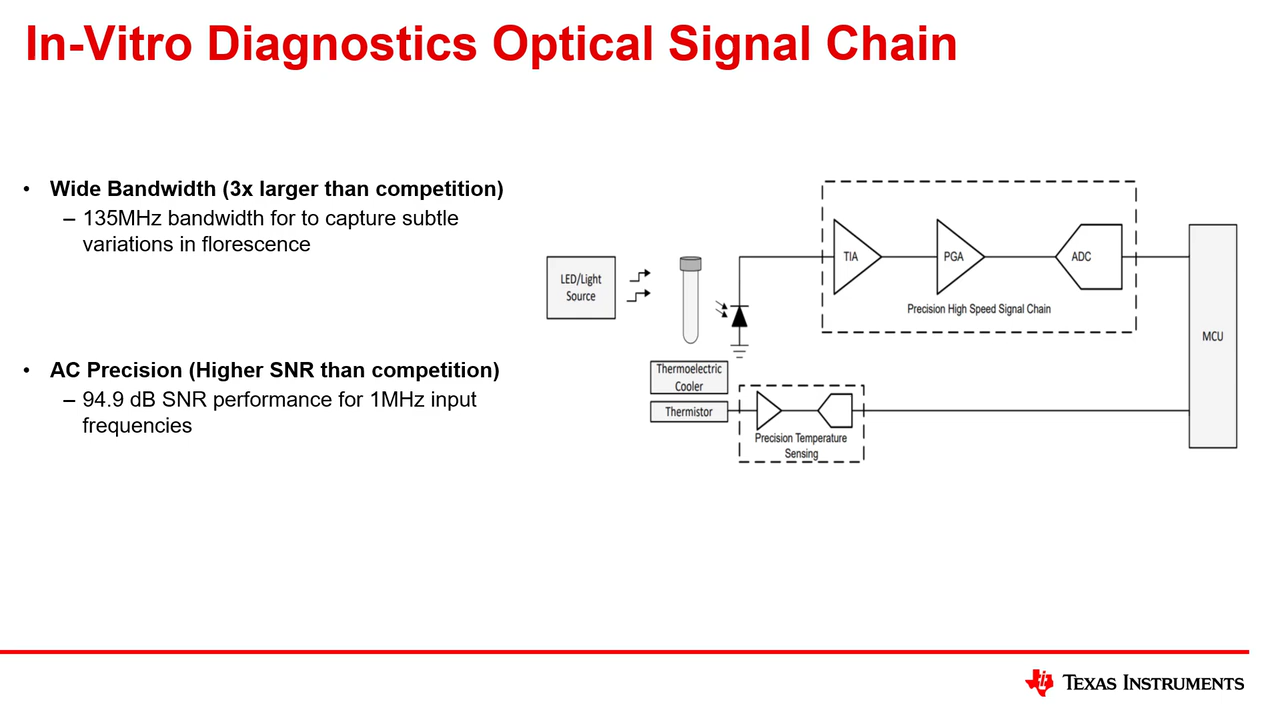 In-Vitro Diagnostics Optical Signal Chain
• Wide Bandwidth (3x larger than competition)
– 135MHz bandwidth for to capture subtle
variations in florescence
• AC Precision (Higher SNR than competition)
– 94.9 dB SNR performance for 1MHz input
frequencies
LED/Light
Source
TIA
PGA
ADC
Precision High Speed Signal Chain
MCU
Thermoelectric
Cooler
Thermistor
Precision Temperature
Sensing
TEXAS INSTRUMENTS